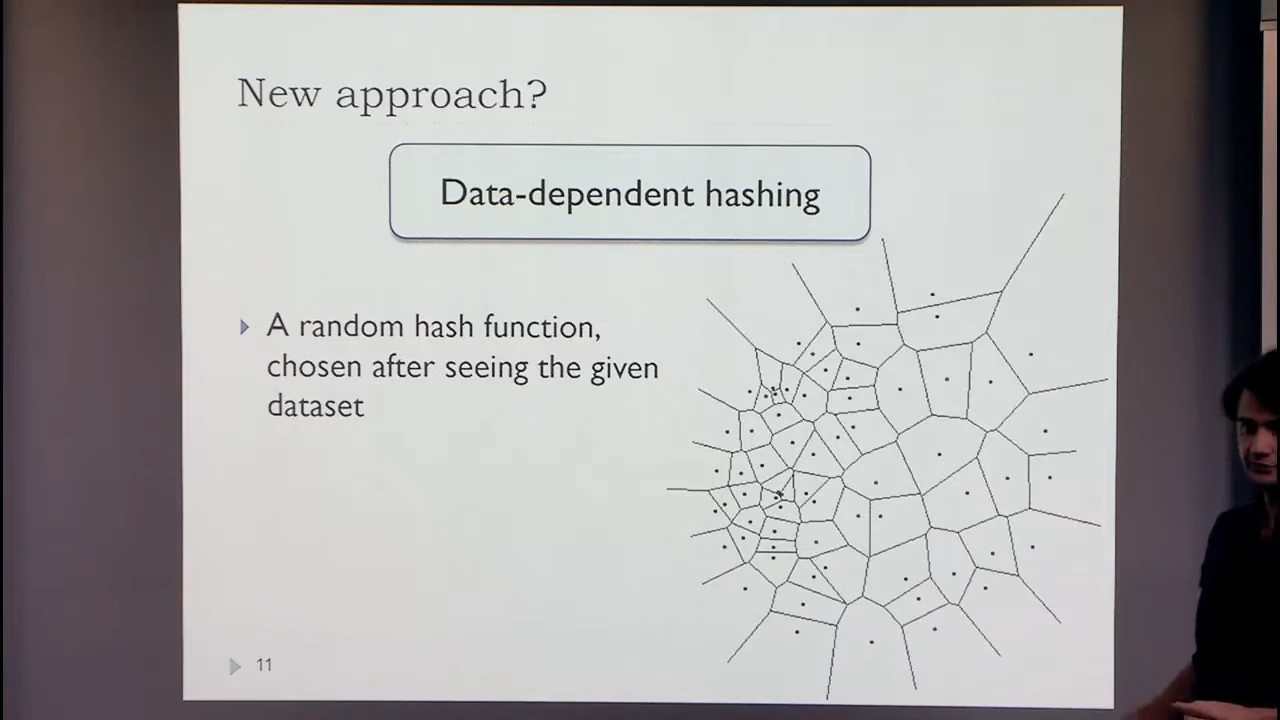 New approach?
Data-dependent hashing
A random hash function,
chosen after seeing the given
dataset
11